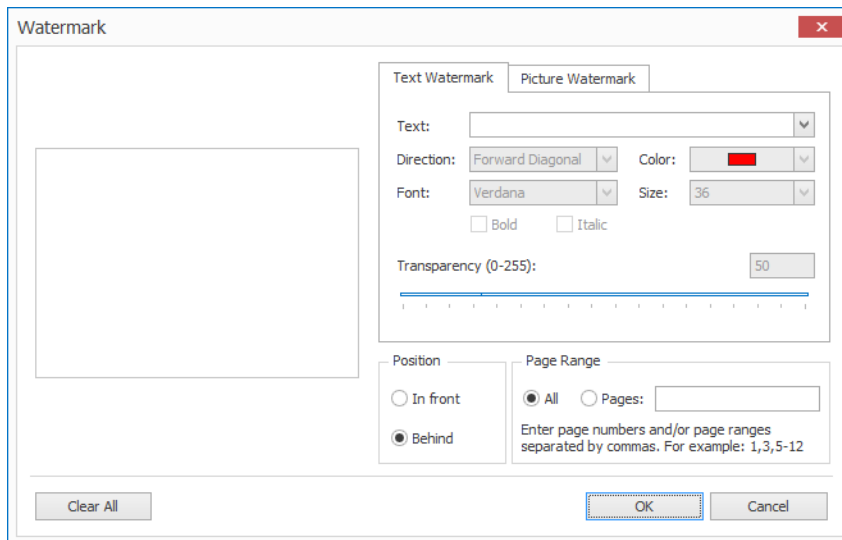 Watermark
Text Watermark Picture Watermark
Text:
Direction: Forward Diagonal Color:
Font: Verdana Size: 36
Bold Italic
Transparency (0-255): 50
Position Page Range
In front All Pages:
Behind Enter page numbers and/or page ranges
separated by commas. For example: 1,3,5-12
Clear All OK Cancel